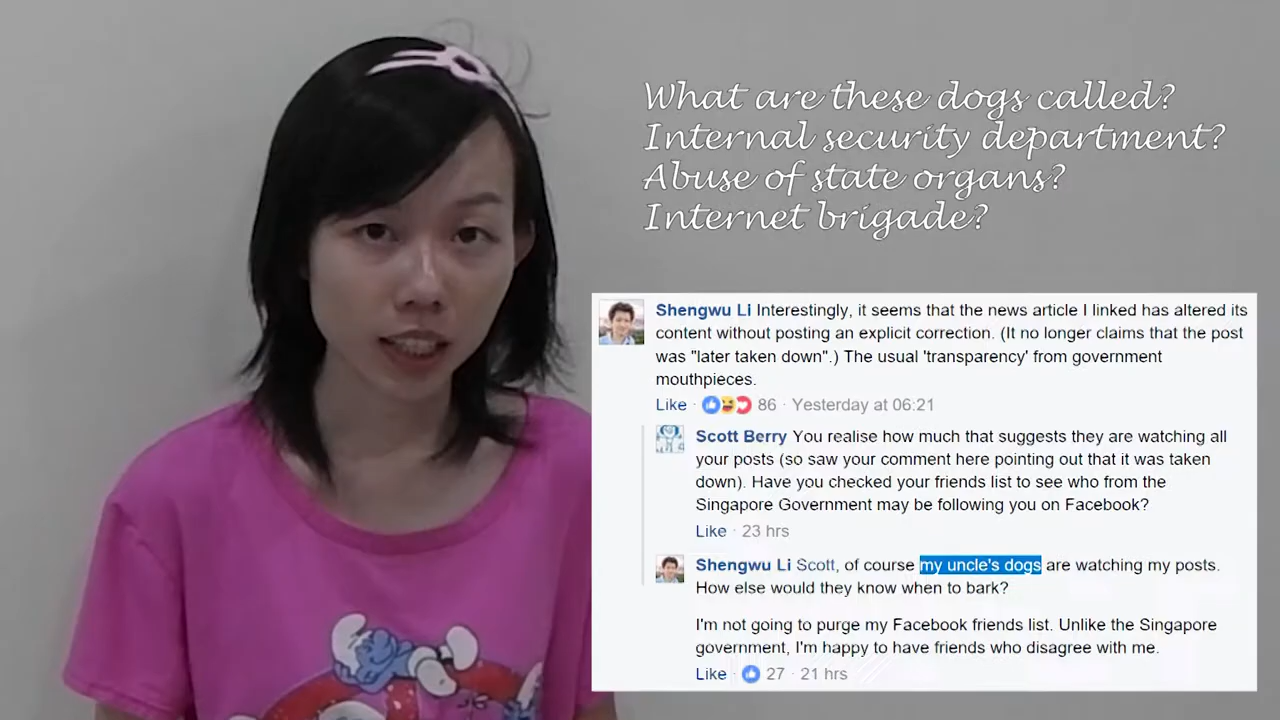 What are these dogs called?
Internal security department?
Abuse of state organs?
Internet brigade?
Shengwu Li Interestingly, it seems that the news article I linked has altered its
content without posting an explicit correction. (It no longer claims that the post
was "later taken down".) The usual 'transparency' from government
mouthpieces.
Like · 86 · Yesterday at 06:21
Scott Berry You realise how much that suggests they are watching all
your posts (so saw your comment here pointing out that it was taken
down). Have you checked your friends list to see who from the
Singapore Government may be following you on Facebook?
Like · 23 hrs
Shengwu Li Scott, of course my uncle's dogs are watching my posts.
How else would they know when to bark?
I'm not going to purge my Facebook friends list. Unlike the Singapore
government, I'm happy to have friends who disagree with me.
Like · 27 · 21 hrs